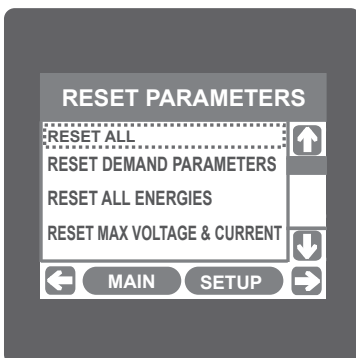 RESET PARAMETERS
RESET ALL
RESET DEMAND PARAMETERS
RESET ALL ENERGIES
RESET MAX VOLTAGE & CURRENT
MAIN SETUP